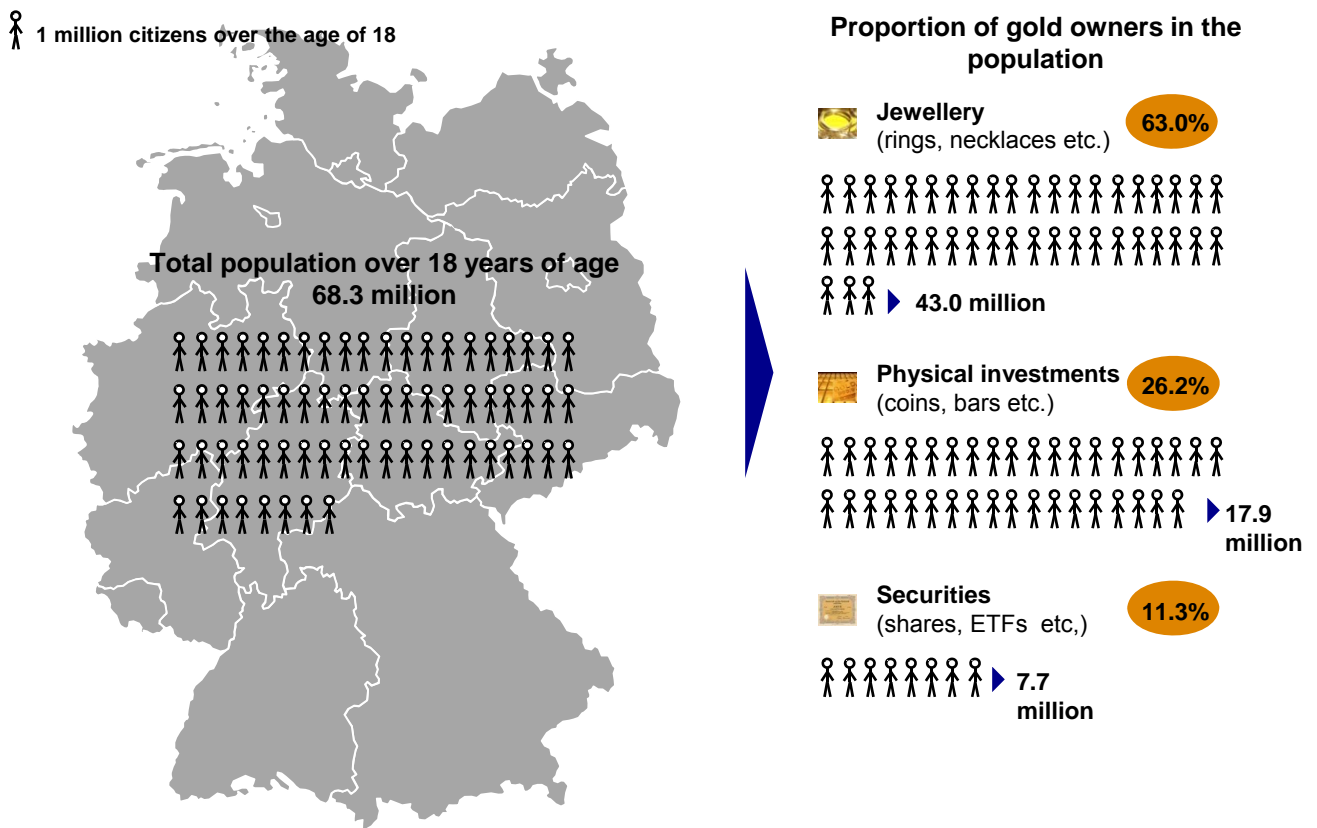 1 million citizens over the age of 18
Total population over 18 years of age
68.3 million
Proportion of gold owners in the
population
Jewellery
(rings, necklaces etc.)
63.0%
43.0 million
Physical investments
(coins, bars etc.)
26.2%
17.9
million
Securities
(shares, ETFs etc,)
11.3%
7.7
million